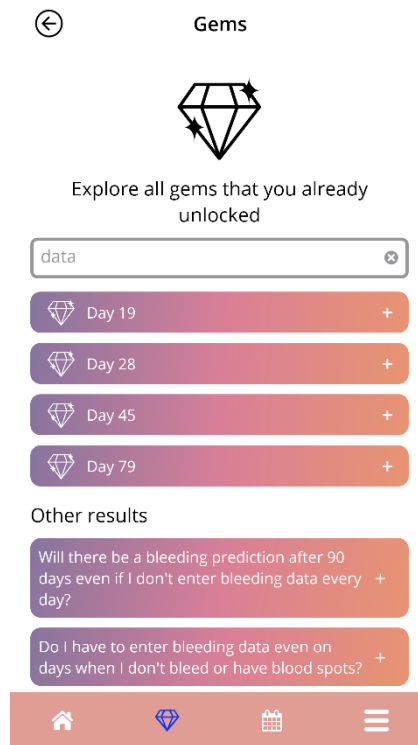 Gems
Explore all gems that you already
unlocked
data
Day 19
+
Day 28
+
Day 45
+
Day 79
+
Other results
Will there be a bleeding prediction after 90
days even if I don't enter bleeding data every
day?
+
Do I have to enter bleeding data even on
days when I don't bleed or have blood spots?
+